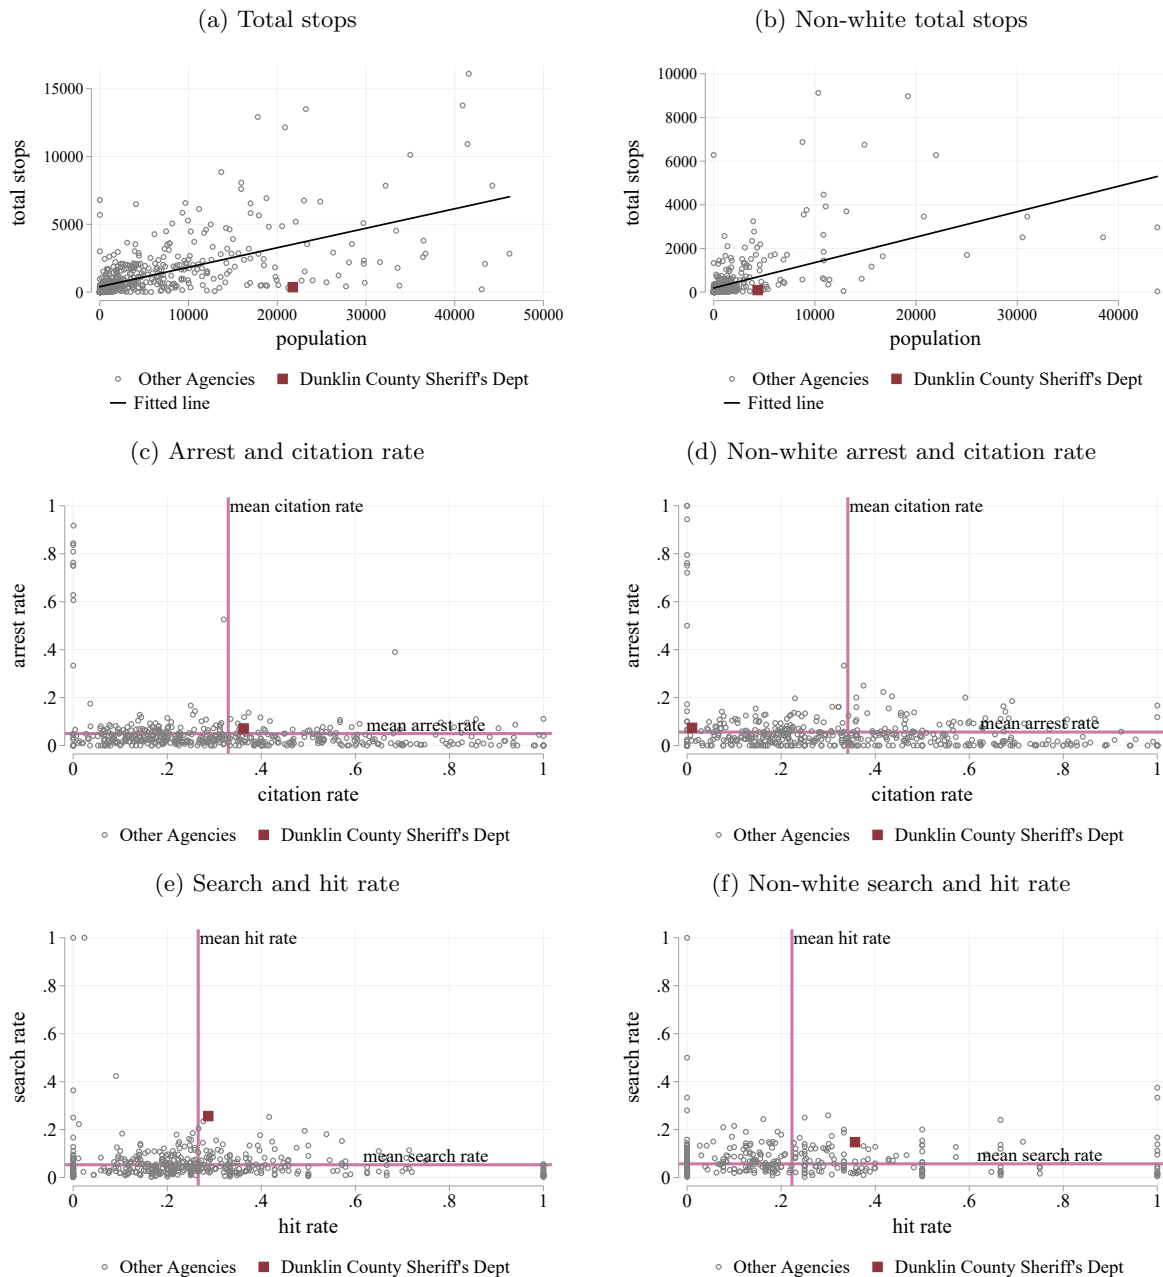 (a) Total stops
total stops
15000
10000
5000
0
0 10000 20000 30000 40000 50000
population
Other Agencies Dunklin County Sheriff's Dept
Fitted line
(b) Non-white total stops
total stops
10000
8000
6000
4000
2000
0
0 10000 20000 30000 40000
population
Other Agencies Dunklin County Sheriff's Dept
Fitted line
(c) Arrest and citation rate
mean citation rate
arrest rate
1
.8
.6
.4
.2
0
mean arrest rate
0 .2 .4 .6 .8 1
citation rate
Other Agencies Dunklin County Sheriff's Dept
(d) Non-white arrest and citation rate
mean citation rate
arrest rate
1
.8
.6
.4
.2
0
mean arrest rate
0 .2 .4 .6 .8 1
citation rate
Other Agencies Dunklin County Sheriff's Dept
(e) Search and hit rate
mean hit rate
search rate
1
.8
.6
.4
.2
0
mean search rate
0 .2 .4 .6 .8 1
hit rate
Other Agencies Dunklin County Sheriff's Dept
(f) Non-white search and hit rate
mean hit rate
search rate
1
.8
.6
.4
.2
0
mean search rate
0 .2 .4 .6 .8 1
hit rate
Other Agencies Dunklin County Sheriff's Dept